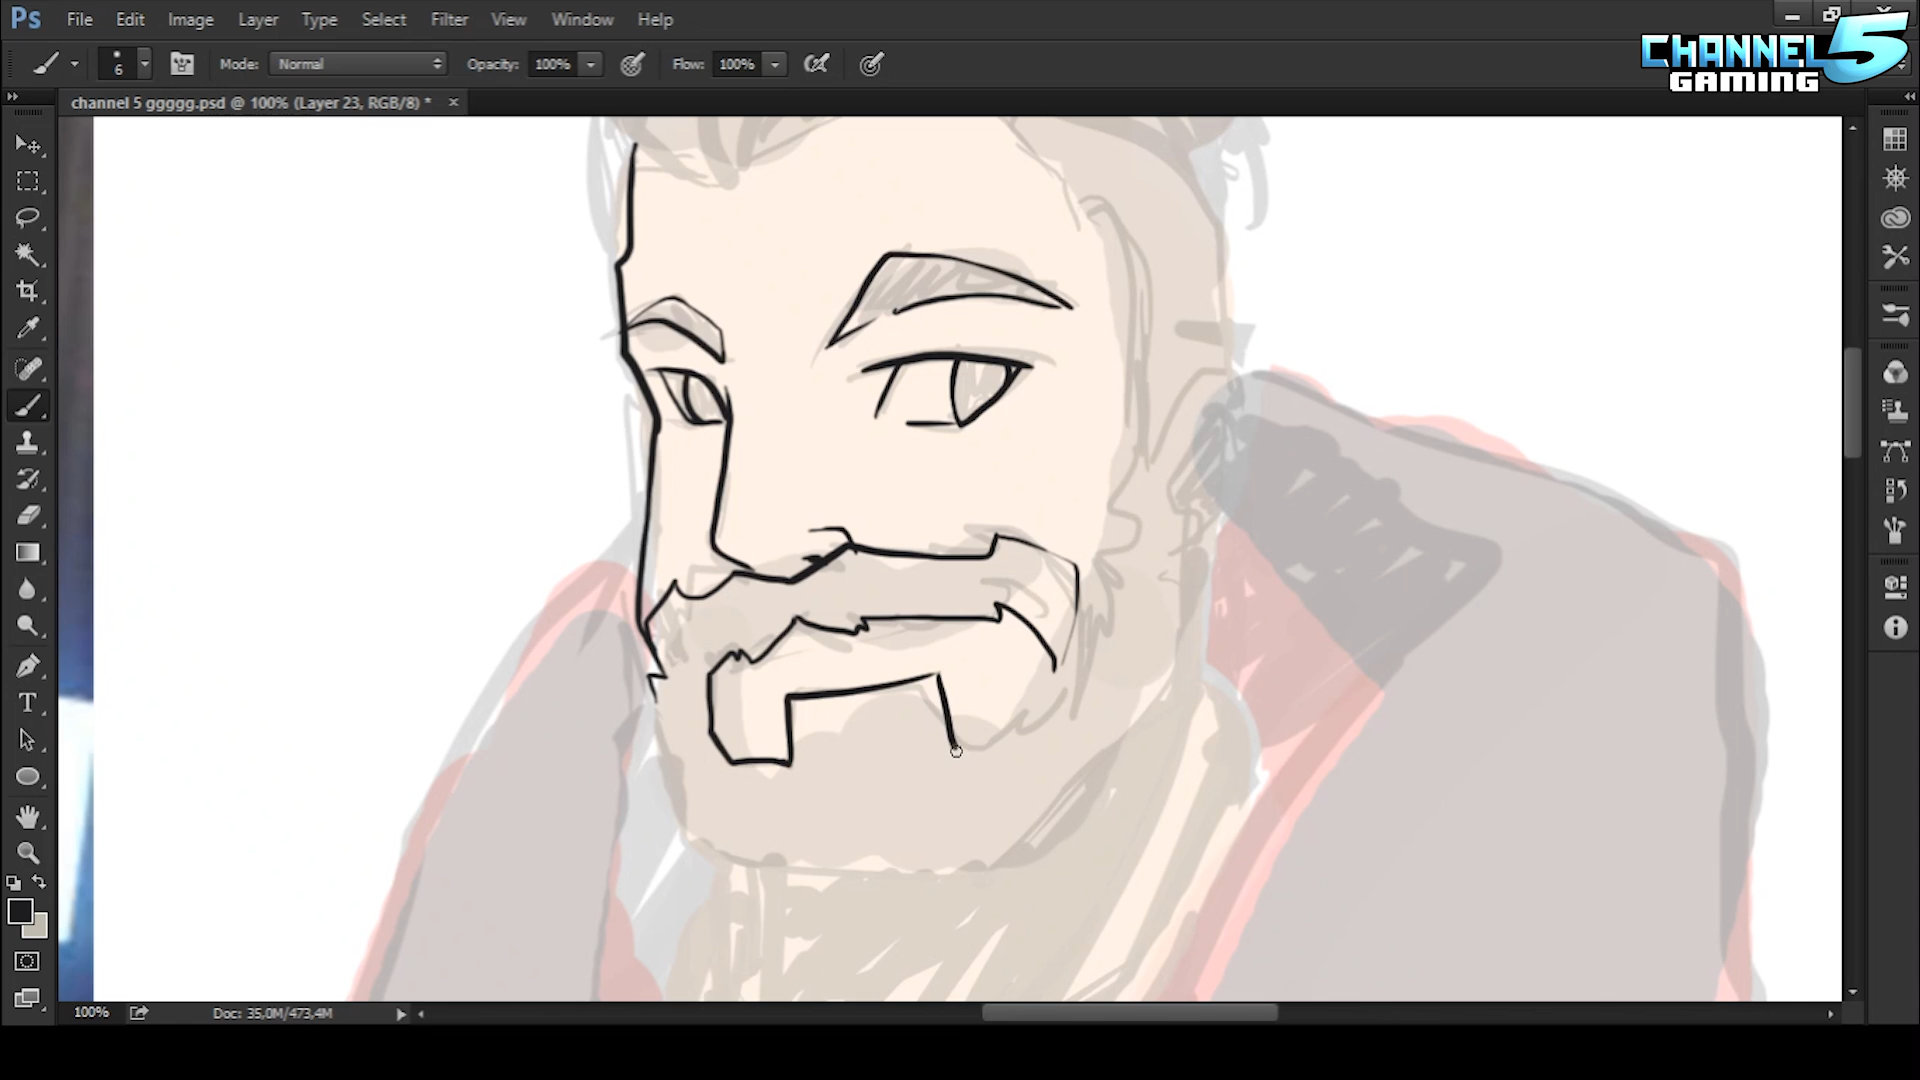 Ps File Edit Image Layer Type Select Filter View Window Help
6 Mode: Normal Opacity: 100% Flow: 100%
CHANNEL 5
GAMING
channel 5 ggggg.psd @ 100% (Layer 23, RGB/8) * ×
T
100% Doc: 35,0M/473,4M